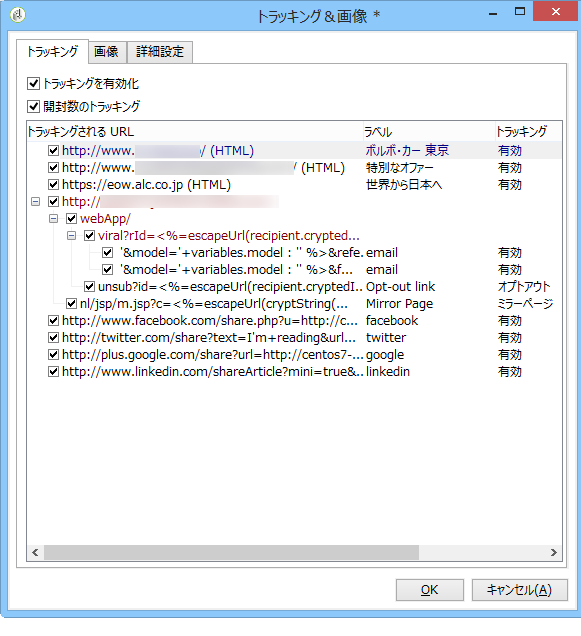 トラッキング＆画像 *
トラッキング 画像 詳細設定
トラッキングを有効化
開封数のトラッキング
トラッキングされる URL ラベル トラッキング
http://www. / (HTML) ボルボ・カー 東京 有効
http://www. / (HTML) 特別なオファー 有効
https://eow.alc.co.jp (HTML) 世界から日本へ 有効
http://
webApp/
viral?rId=<%=escapeUrl(recipient.crypted...
'&model='+variables.model : '' %>&refe... email 有効
'&model='+variables.model : '' %>&f... email 有効
unsub?id=<%=escapeUrl(recipient.cryptedI... Opt-out link オプトアウト
nl/jsp/m.jsp?c=<%=escapeUrl(cryptString(... Mirror Page ミラーページ
http://www.facebook.com/share.php?u=http://c... facebook 有効
http://twitter.com/share?text=I'm+reading&url... twitter 有効
http://plus.google.com/share?url=http://centos7-... google 有効
http://www.linkedin.com/shareArticle?mini=true&... linkedin 有効
OK キャンセル(A)